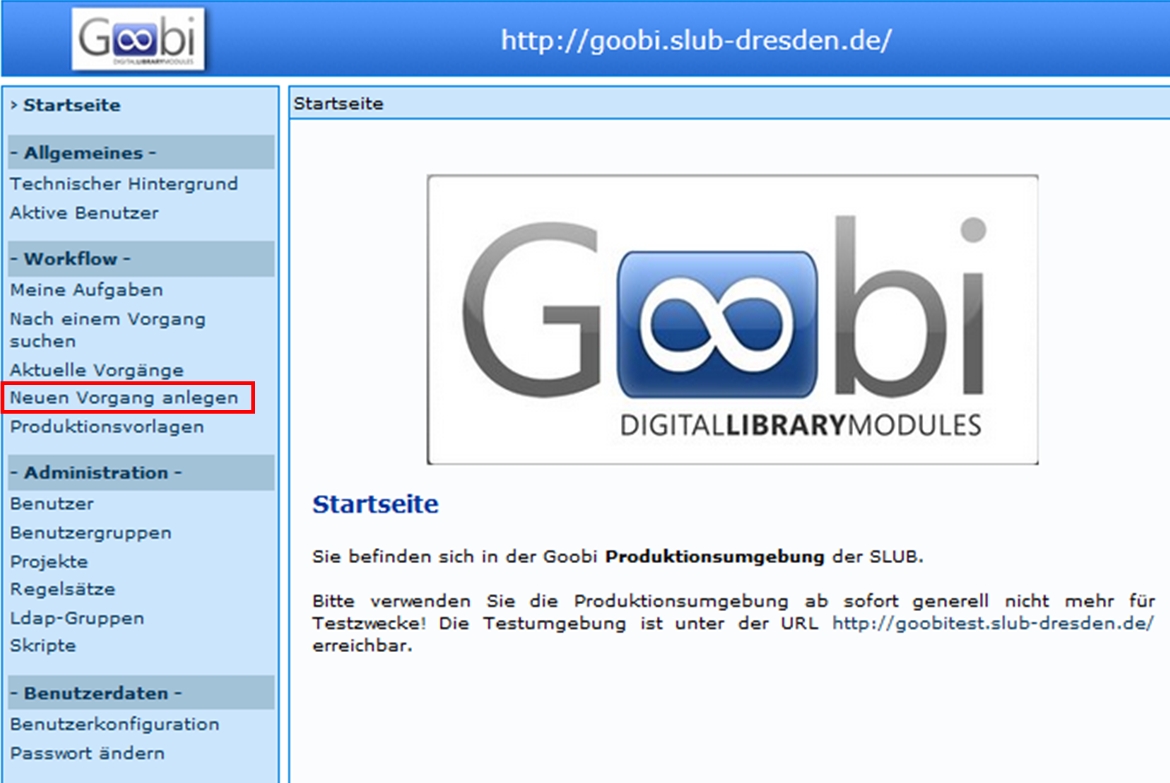 Goobi
DIGITALLIBRARYMODULES
http://goobi.slub-dresden.de/
› Startseite
- Allgemeines -
Technischer Hintergrund
Aktive Benutzer
- Workflow -
Meine Aufgaben
Nach einem Vorgang
suchen
Aktuelle Vorgänge
Neuen Vorgang anlegen
Produktionsvorlagen
- Administration -
Benutzer
Benutzergruppen
Projekte
Regelsätze
Ldap-Gruppen
Skripte
- Benutzerdaten -
Benutzerkonfiguration
Passwort ändern
Startseite
Goobi
DIGITALLIBRARYMODULES
Startseite
Sie befinden sich in der Goobi Produktionsumgebung der SLUB.
Bitte verwenden Sie die Produktionsumgebung ab sofort generell nicht mehr für
Testzwecke! Die Testumgebung ist unter der URL http://goobitest.slub-dresden.de/
erreichbar.